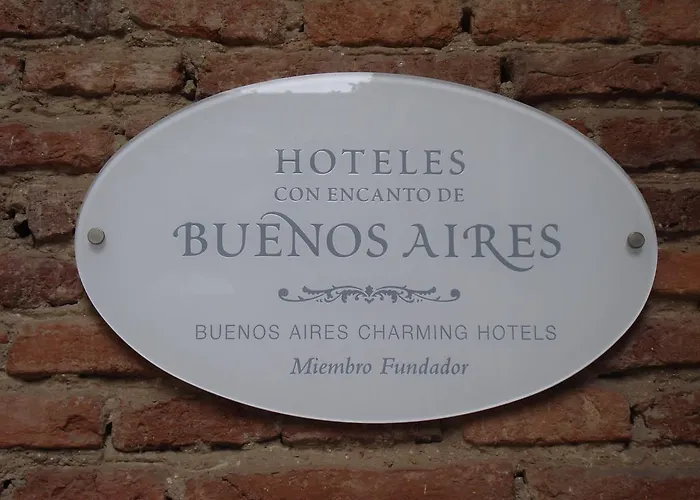 HOTELES
CON ENCANTO DE
BUENOS AIRES
BUENOS AIRES CHARMING HOTELS
Miembro Fundador